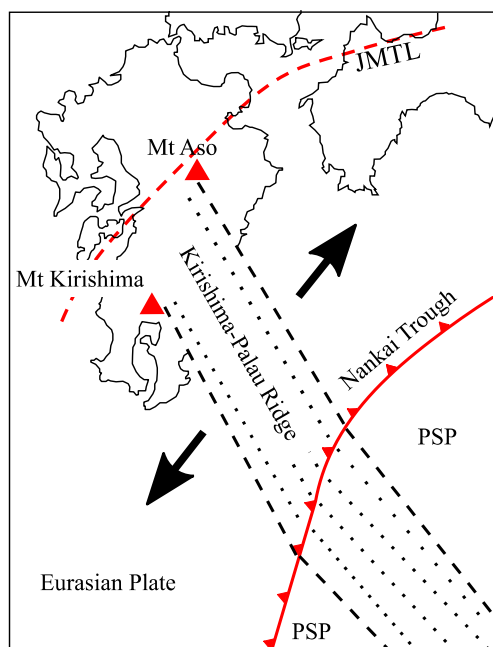 JMTL
Mt Aso
Mt Kirishima
Kirishima-Palau Ridge
Nankai Trough
PSP
Eurasian Plate
PSP